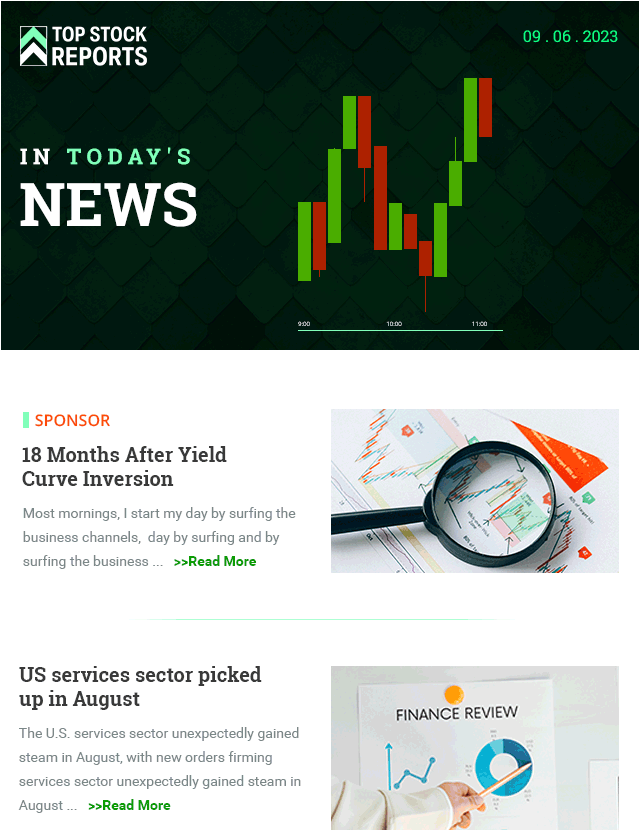 TOP STOCK
REPORTS
09 . 06 . 2023
IN TODAY'S
NEWS
9:00 10:00 11:00
SPONSOR
18 Months After Yield
Curve Inversion
Most mornings, I start my day by surfing the
business channels, day by surfing and by
surfing the business ... >>Read More
US services sector picked
up in August
FINANCE REVIEW
The U.S. services sector unexpectedly gained
steam in August, with new orders firming
services sector unexpectedly gained steam in
August ... >>Read More